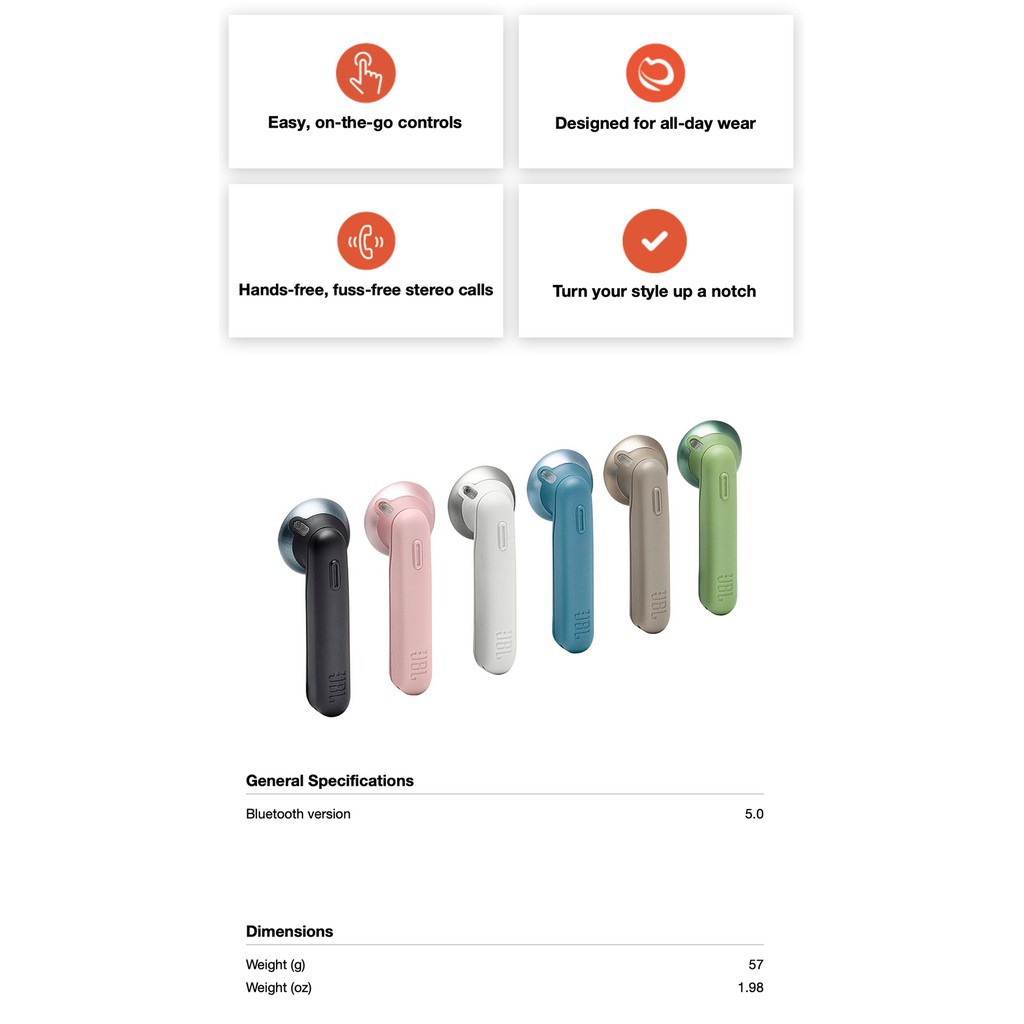 Easy, on-the-go controls
Designed for all-day wear
Hands-free, fuss-free stereo calls
Turn your style up a notch
JBL
JBL
JBL
JBL
JBL
JBL
General Specifications
Bluetooth version 5.0
Dimensions
Weight (g) 57
Weight (oz) 1.98